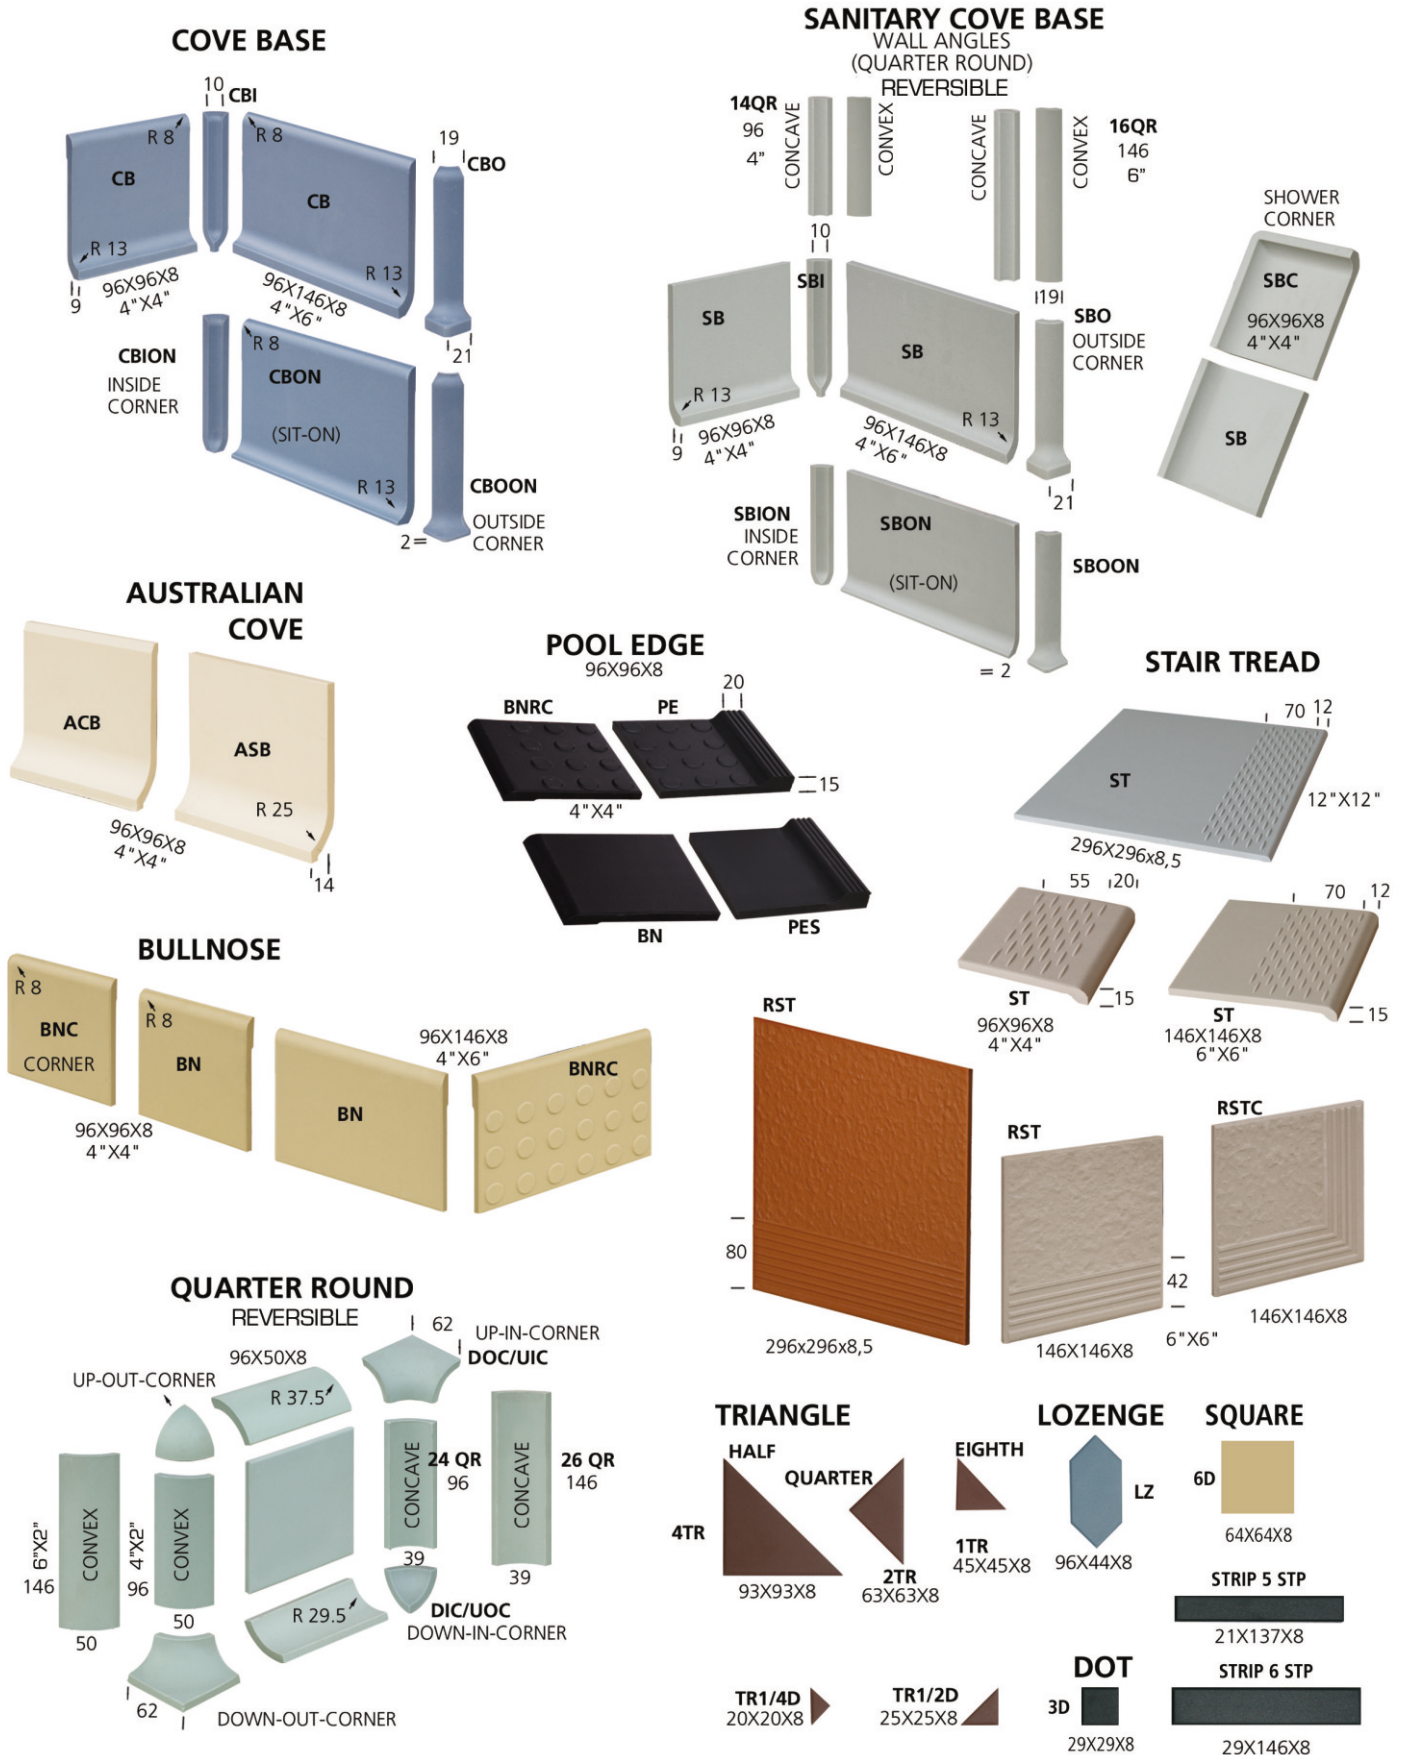 COVE BASE
10
CBI
R 8
R 8
19
CBO
CB
CB
R 13
R 13
9
96X96X8
4"X4"
96X146X8
4"X6"
21
CBION
INSIDE
CORNER
R 8
CBON
(SIT-ON)
R 13
CBOON
OUTSIDE
CORNER
2=
SANITARY COVE BASE
WALL ANGLES
(QUARTER ROUND)
REVERSIBLE
14QR
96
4"
CONCAVE
CONVEX
CONCAVE
CONVEX
16QR
146
6"
10
SBI
SB
SB
R 13
R 13
9
96X96X8
4"X4"
96X146X8
4"X6"
19
SBO
OUTSIDE
CORNER
21
SHOWER
CORNER
SBC
96X96X8
4"X4"
SB
SBION
INSIDE
CORNER
SBON
(SIT-ON)
SBOON
= 2
AUSTRALIAN
COVE
ACB
ASB
R 25
96X96X8
4"X4"
14
POOL EDGE
96X96X8
20
BNRC
PE
15
4"X4"
BN
PES
STAIR TREAD
70 12
ST
12"X12"
296X296x8,5
55 20
70 12
ST
96X96X8
4"X4"
15
ST
146X146X8
6"X6"
15
BULLNOSE
R 8
BNC
CORNER
R 8
BN
96X96X8
4"X4"
BN
96X146X8
4"X6"
BNRC
RST
80
296x296x8,5
RST
42
146X146X8
6"X6"
RSTC
146X146X8
QUARTER ROUND
REVERSIBLE
62
UP-IN-CORNER
DOC/UIC
96X50X8
UP-OUT-CORNER
R 37.5
6"X2"
146
CONVEX
50
4"X2"
96
CONVEX
50
CONCAVE
24 QR
96
39
CONCAVE
26 QR
146
39
R 29.5
DIC/UOC
DOWN-IN-CORNER
62
DOWN-OUT-CORNER
TRIANGLE
HALF
4TR
93X93X8
QUARTER
2TR
63X63X8
EIGHTH
1TR
45X45X8
LOZENGE
LZ
96X44X8
SQUARE
6D
64X64X8
STRIP 5 STP
21X137X8
TR1/4D
20X20X8
TR1/2D
25X25X8
DOT
3D
29X29X8
STRIP 6 STP
29X146X8